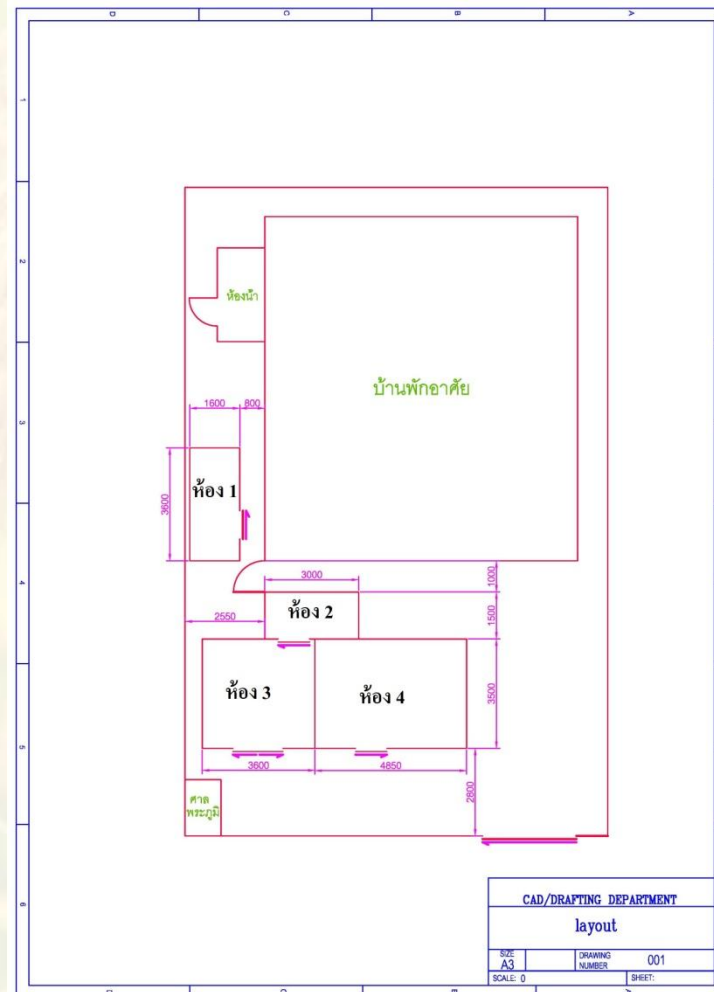 D
C
B
A
1
2
ห้องน้ำ
บ้านพักอาศัย
1600
800
3
3600
ห้อง 1
3000
1000
4
ห้อง 2
1500
2550
ห้อง 3
ห้อง 4
3500
5
3600
4850
2800
ศาล
พระภูมิ
6
CAD/DRAFTING DEPARTMENT
layout
SIZE
A3
DRAWING
NUMBER
001
SCALE: 0
SHEET: